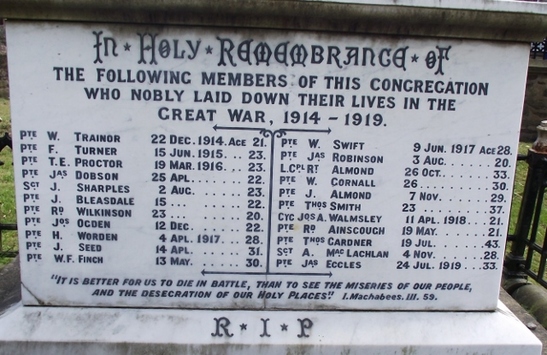 In * Holy * Remembrance * of
THE FOLLOWING MEMBERS OF THIS CONGREGATION
WHO NOBLY LAID DOWN THEIR LIVES IN THE
GREAT WAR, 1914 - 1919.
PTE W. TRAINOR 22 DEC. 1914. AGE 21.
PTE F. TURNER 15 JUN. 1915 ... 23.
PTE T.E. PROCTOR 19 MAR. 1916 ... 23.
PTE JAS DOBSON 25 APL. ... 22.
SGT J. SHARPLES 2 AUG. ... 23.
PTE J. BLEASDALE 15 ... 22.
PTE RD WILKINSON 23 ... 20.
PTE JOS OGDEN 12 DEC. ... 22.
PTE H. WORDEN 4 APL. 1917 ... 28.
PTE J. SEED 14 APL. ... 31.
PTE W.F. FINCH 13 MAY. ... 30.
PTE W. SWIFT 9 JUN. 1917 AGE 28.
PTE JAS ROBINSON 3 AUG. ... 20.
L.CPL RT ALMOND 26 OCT. ... 33.
PTE W. CORNALL 26 ... 30.
PTE J. ALMOND 7 NOV. ... 29.
PTE THOS SMITH 23 ... 37.
CYC JOS A. WALMSLEY 11 APL. 1918 ... 21.
PTE RD AINSCOUGH 19 MAY. ... 21.
PTE THOS GARDNER 19 JUL. ... 43.
SGT A. MACLACHLAN 4 NOV. ... 28.
PTE JAS ECCLES 24 JUL. 1919 ... 33.
"IT IS BETTER FOR US TO DIE IN BATTLE, THAN TO SEE THE MISERIES OF OUR PEOPLE,
AND THE DESECRATION OF OUR HOLY PLACES." I. Machabees. III. 59.
R * I * P